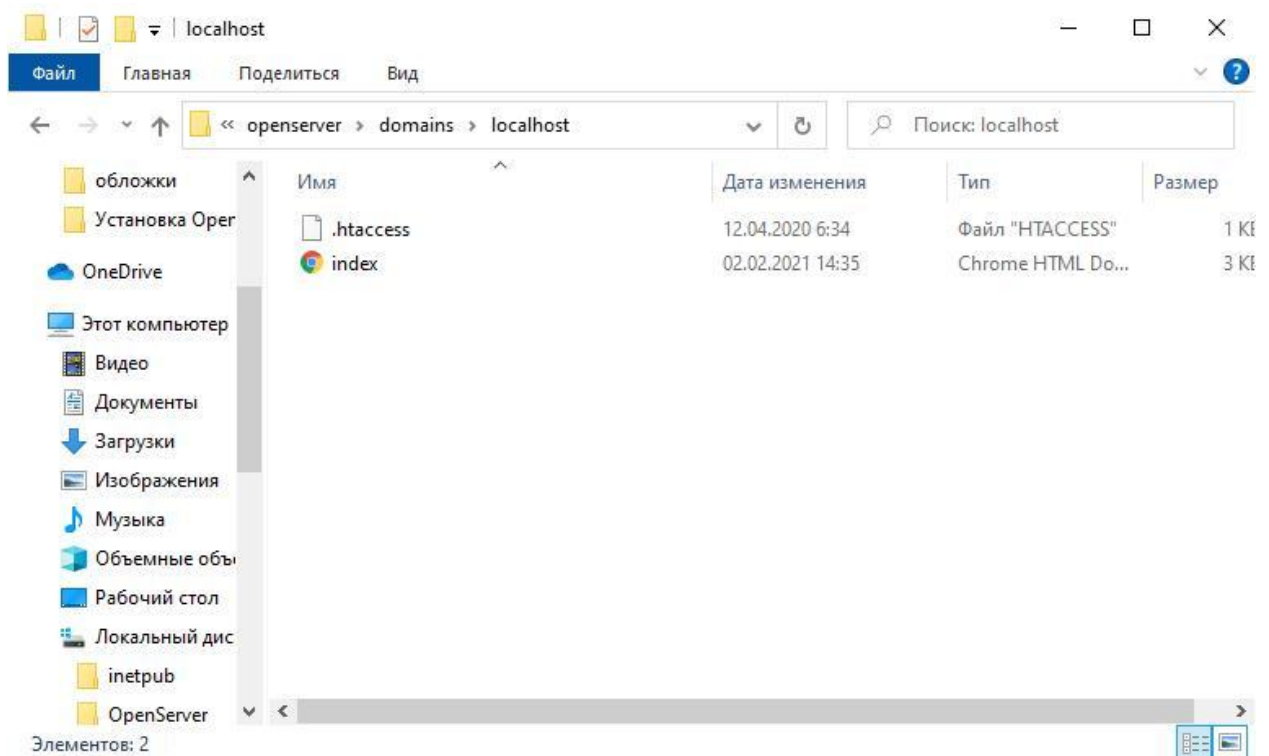 localhost
Файл Главная Поделиться Вид
« openserver › domains › localhost Поиск: localhost
обложки
Установка Oper
OneDrive
Этот компьютер
Видео
Документы
Загрузки
Изображения
Музыка
Объемные объ
Рабочий стол
Локальный дис
inetpub
OpenServer
Имя Дата изменения Тип Размер
.htaccess 12.04.2020 6:34 Файл "HTACCESS" 1 КБ
index 02.02.2021 14:35 Chrome HTML Do... 3 КБ
Элементов: 2